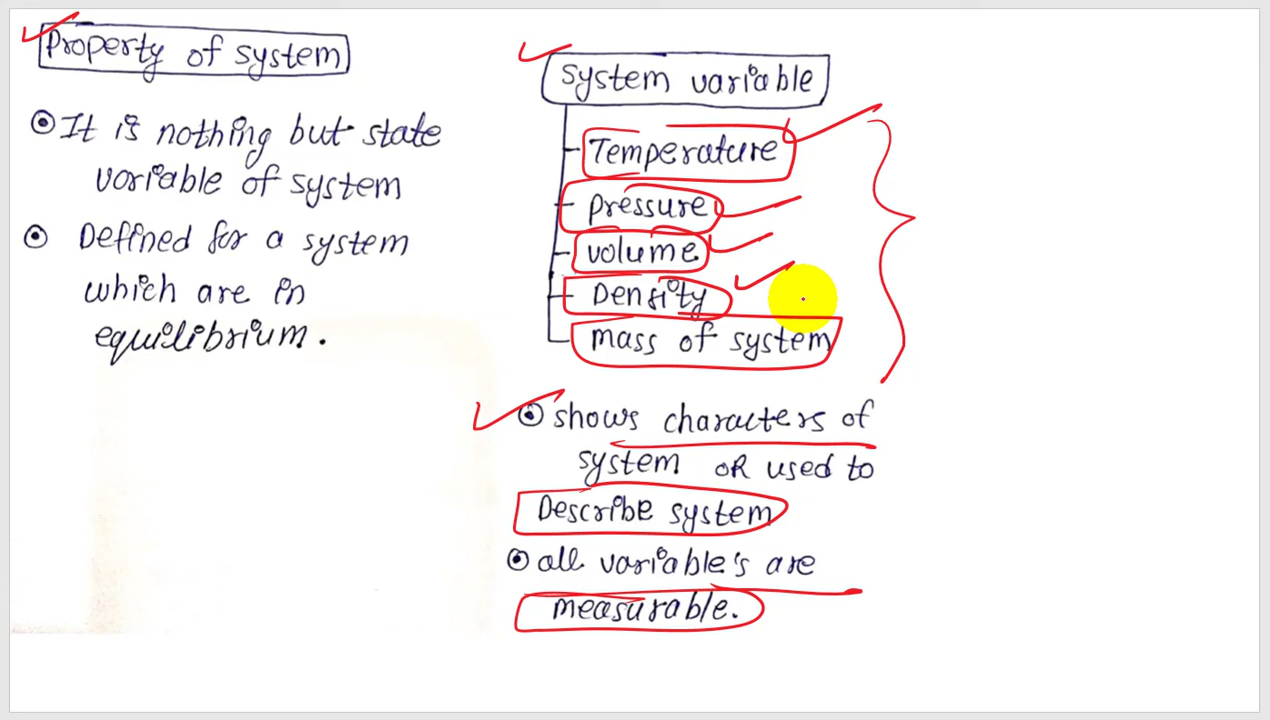 Property of system
It is nothing but state
variable of system
Defined for a system
which are in
equilibrium.
system variable
Temperature
pressure
volume
Density
mass of system
shows characters of
system OR used to
Describe system
all variable's are
measurable.